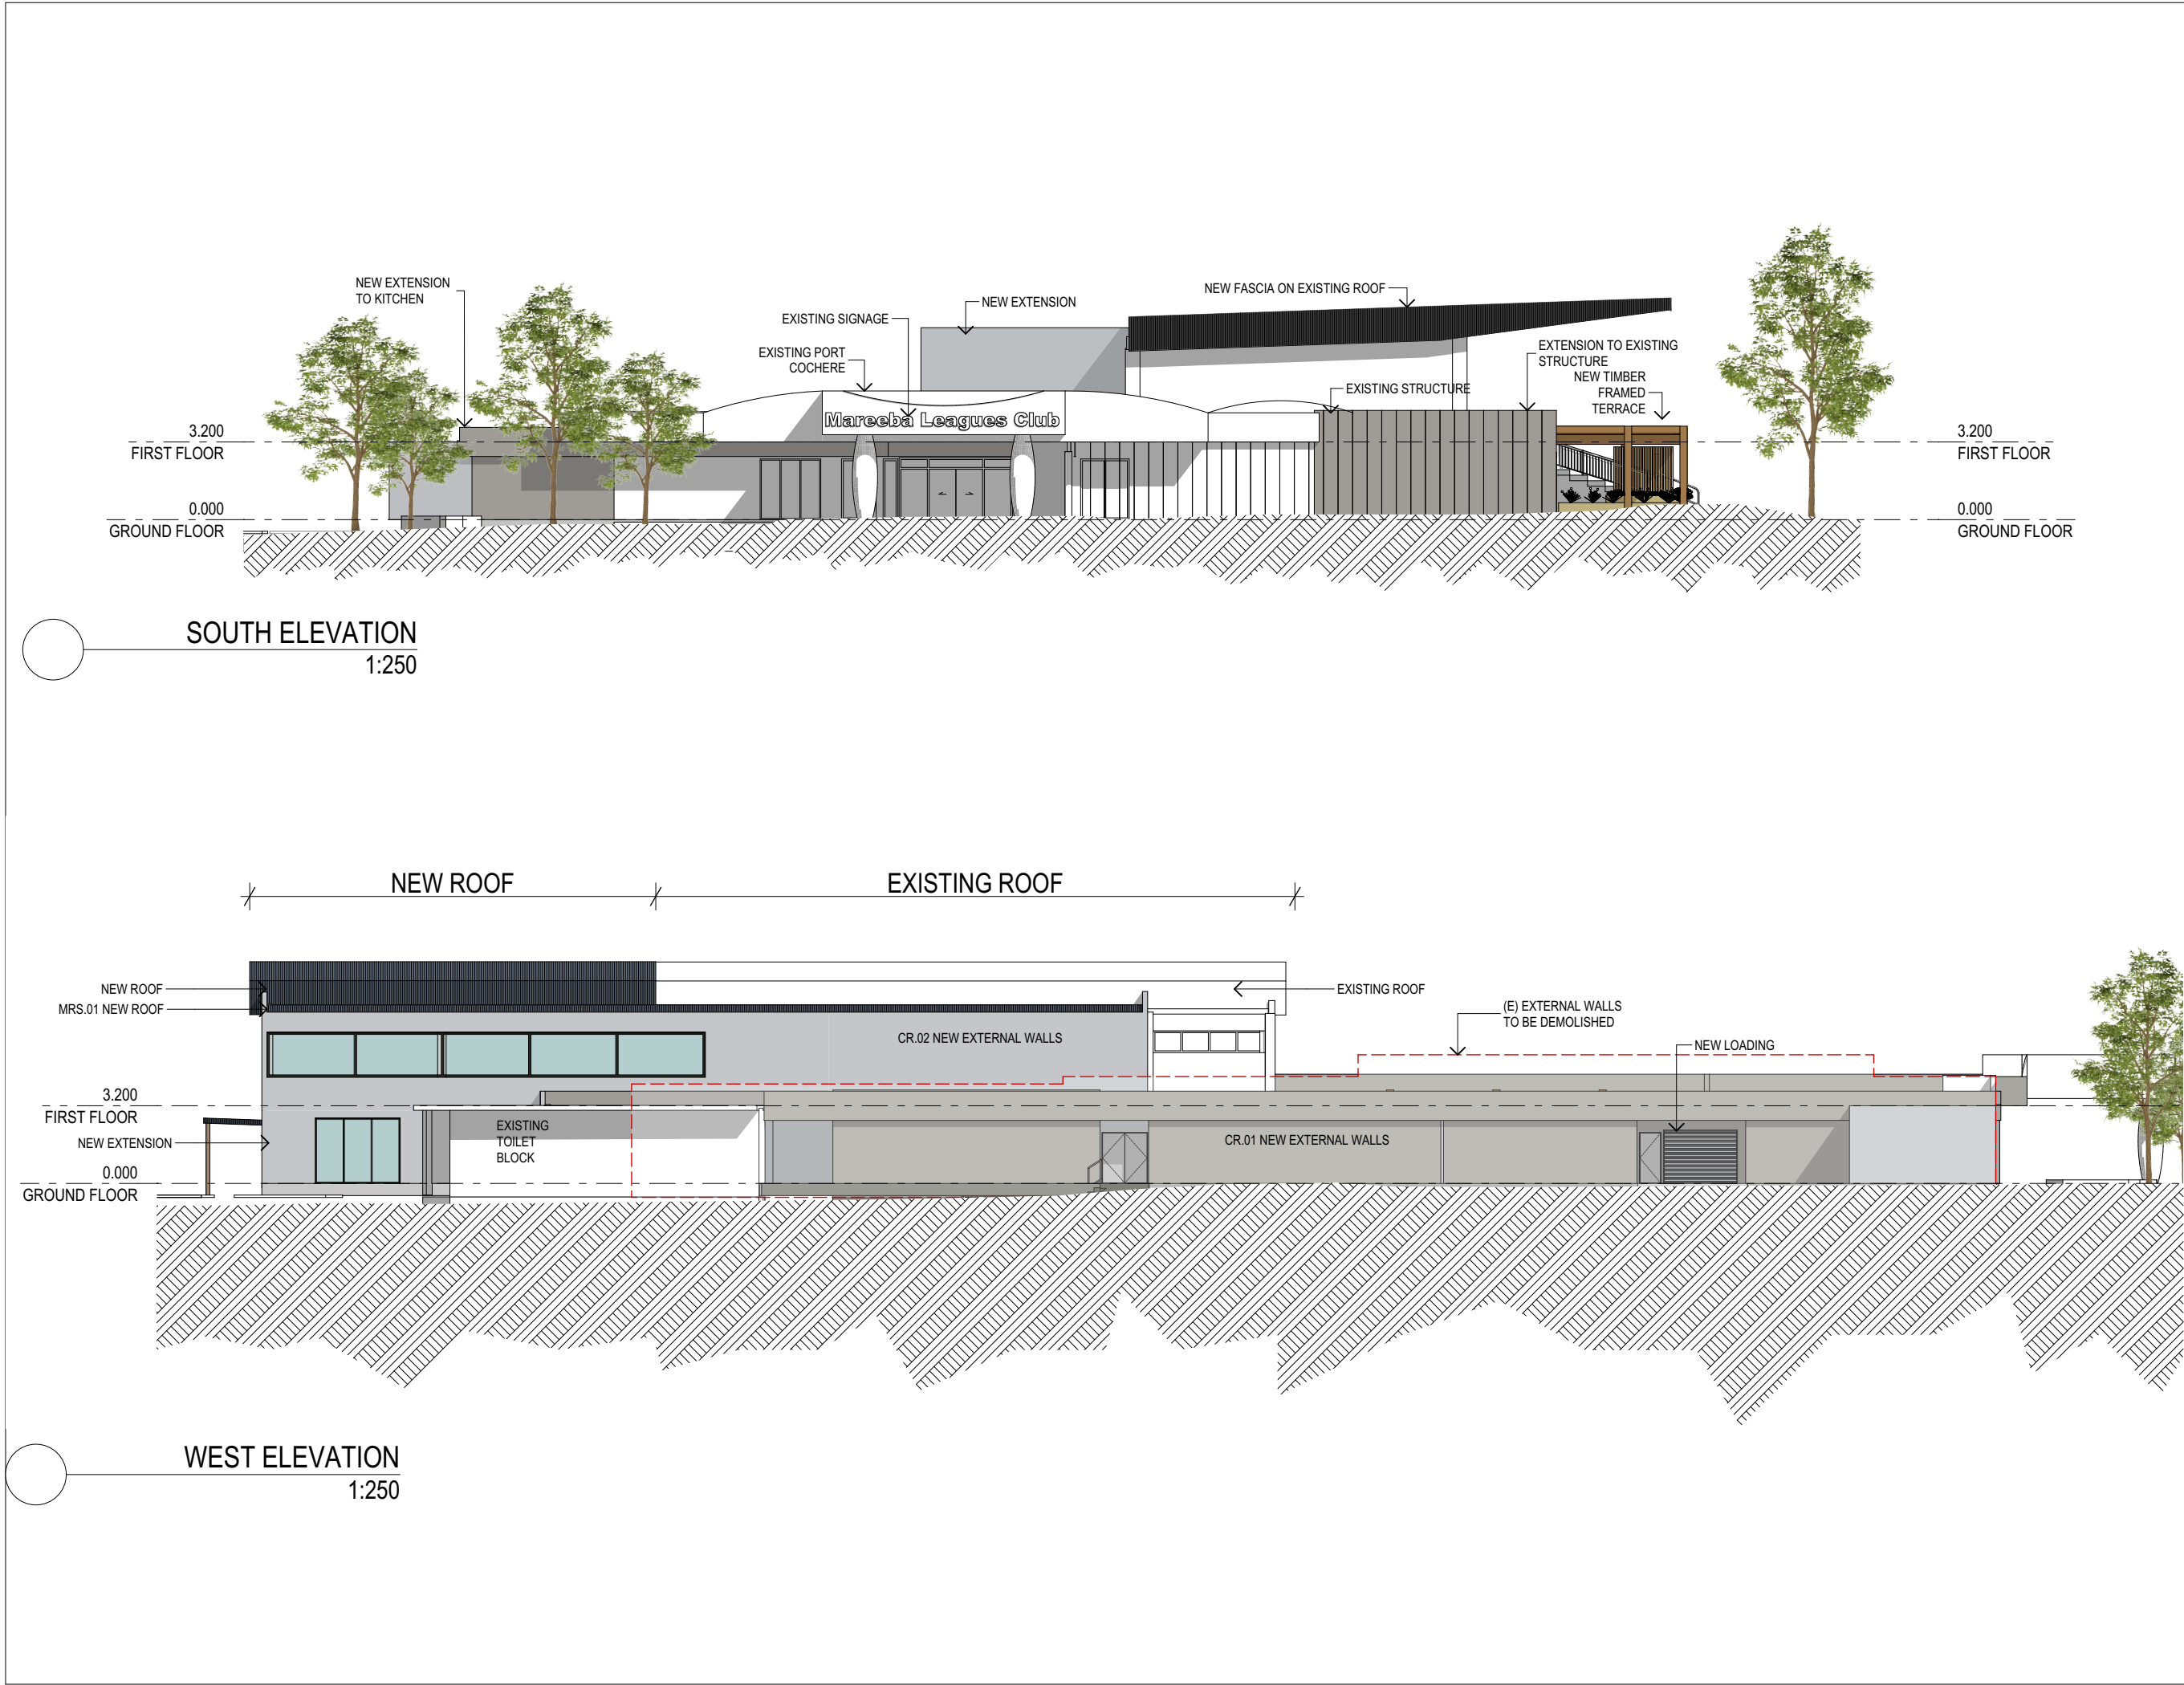 NEW EXTENSION
TO KITCHEN
EXISTING SIGNAGE
EXISTING PORT
COCHERE
NEW EXTENSION
NEW FASCIA ON EXISTING ROOF
EXISTING STRUCTURE
EXTENSION TO EXISTING
STRUCTURE
NEW TIMBER
FRAMED
TERRACE
Mareeba Leagues Club
3.200
FIRST FLOOR
0.000
GROUND FLOOR
3.200
FIRST FLOOR
0.000
GROUND FLOOR
SOUTH ELEVATION
1:250
NEW ROOF
EXISTING ROOF
NEW ROOF
MRS.01 NEW ROOF
EXISTING ROOF
(E) EXTERNAL WALLS
TO BE DEMOLISHED
NEW LOADING
CR.02 NEW EXTERNAL WALLS
3.200
FIRST FLOOR
NEW EXTENSION
0.000
GROUND FLOOR
EXISTING
TOILET
BLOCK
CR.01 NEW EXTERNAL WALLS
WEST ELEVATION
1:250